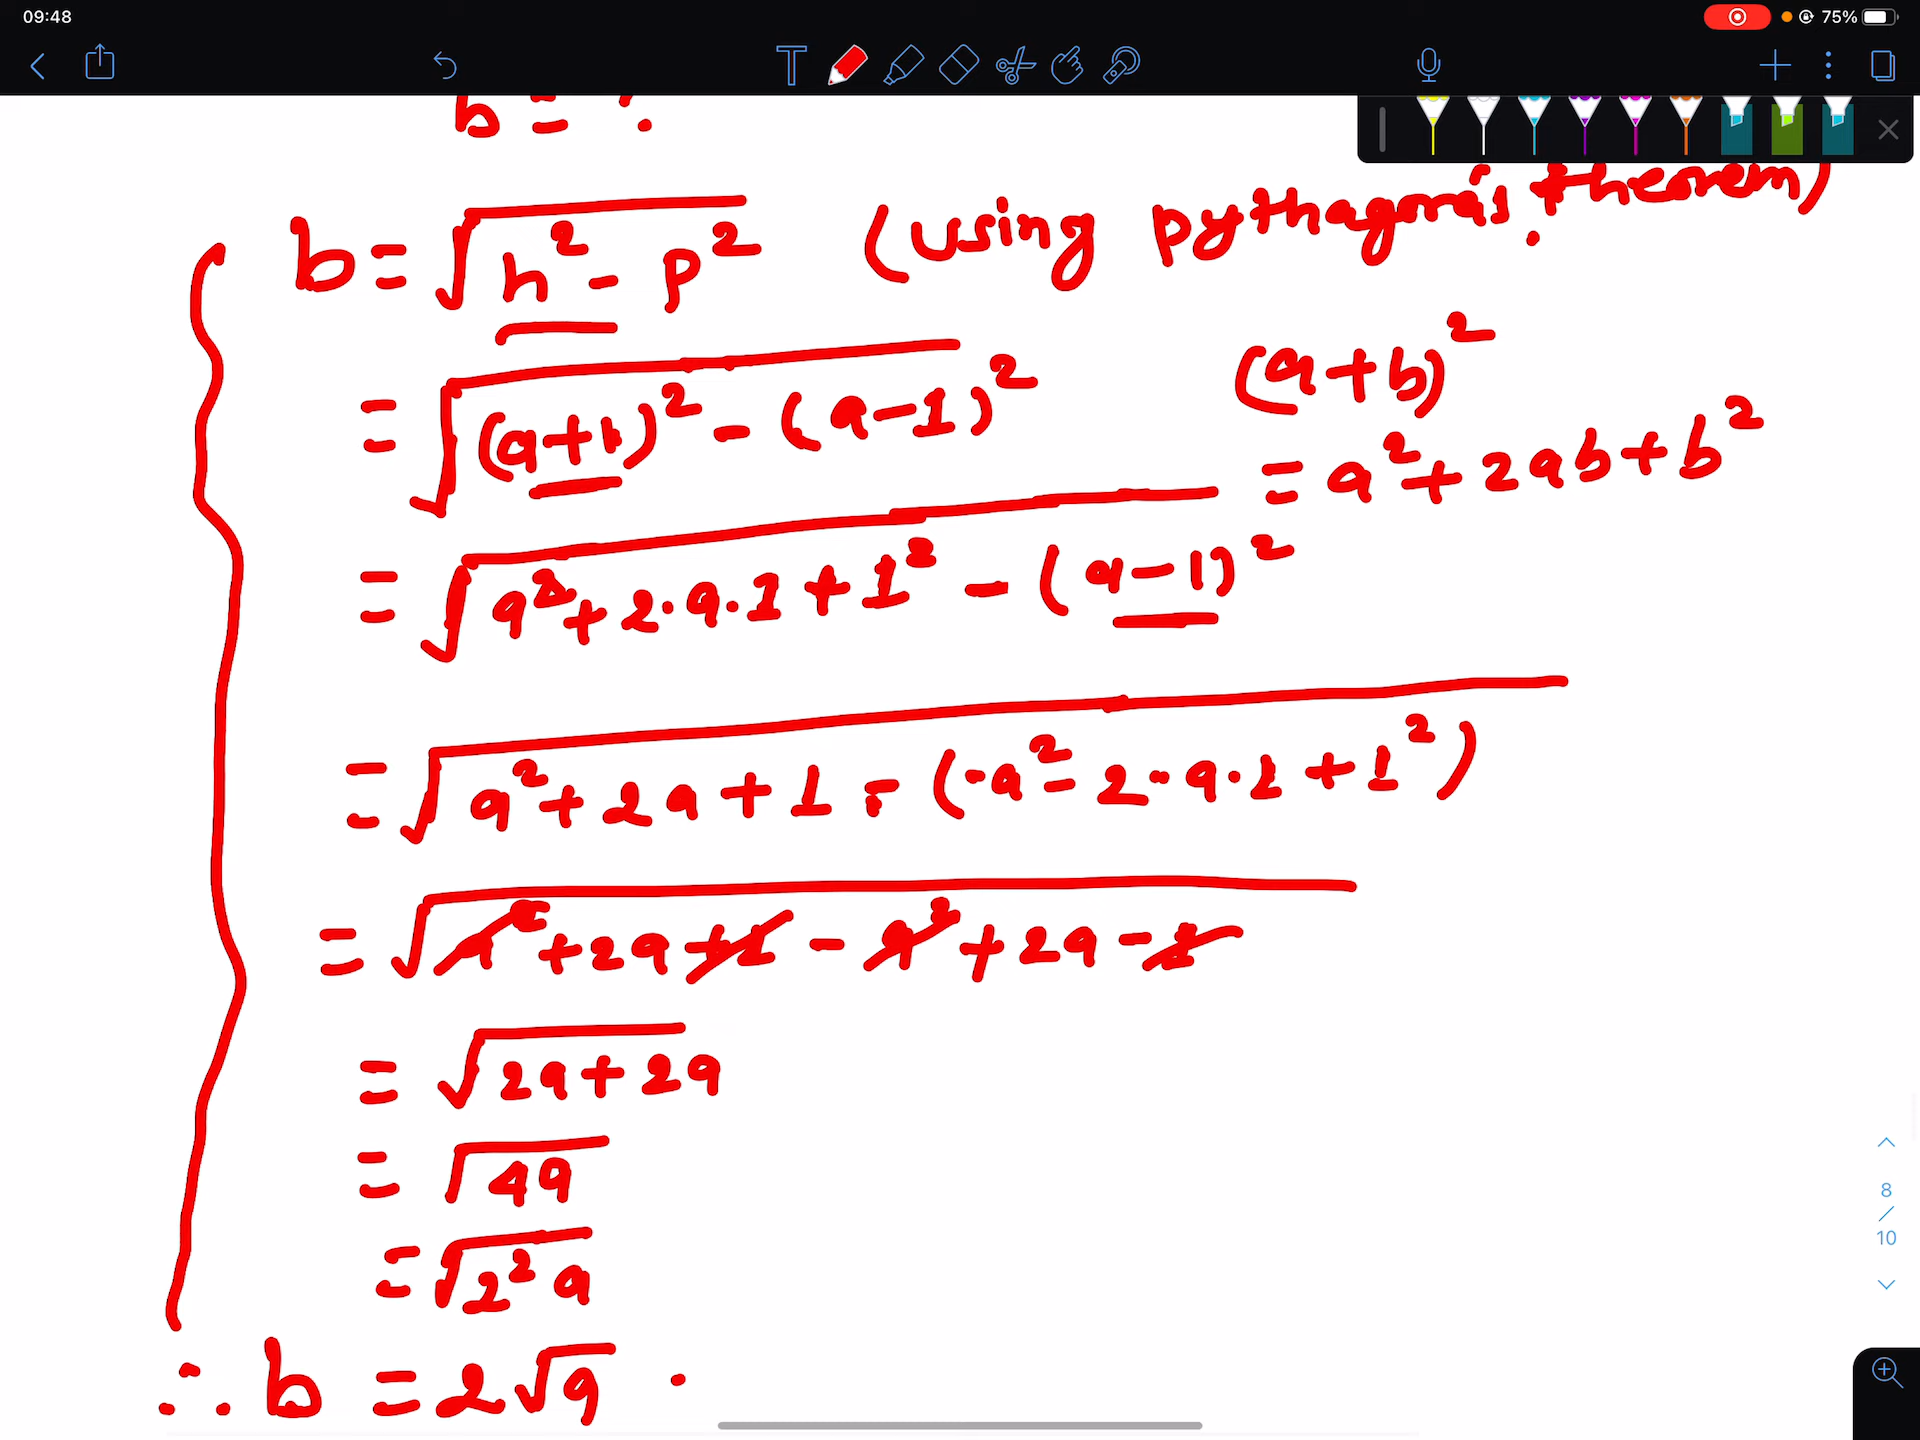 09:48
75%
T
b = ?
b = √(h² - p²) (using pythagora's theorem)
= √((a+1)² - (a-1)²)
(a+b)²
= a² + 2ab + b²
= √(a² + 2·a·1 + 1² - (a-1)²)
= √(a² + 2a + 1 - (a² - 2·a·1 + 1²))
= √(a² + 2a + 1 - a² + 2a - 1)
= √(2a + 2a)
= √(4a)
= √(2²a)
∴ b = 2√a .
8
/
10